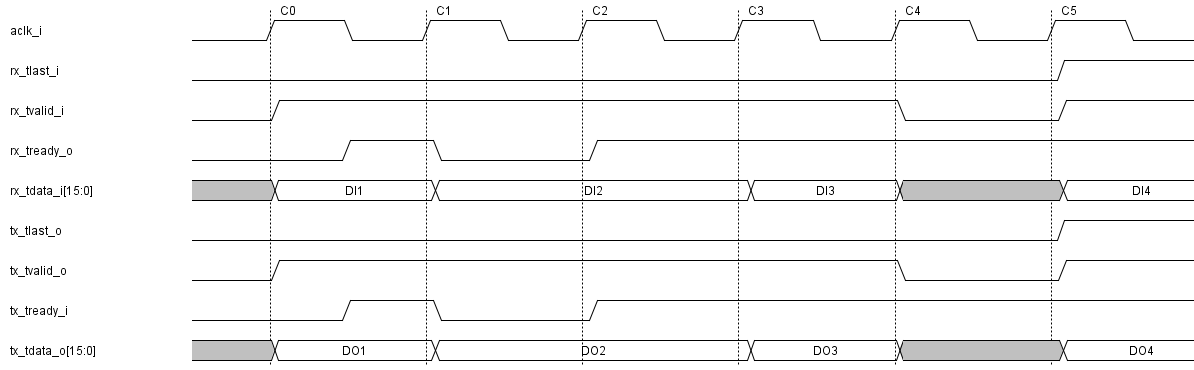 C0 C1 C2 C3 C4 C5
aclk_i
rx_tlast_i
rx_tvalid_i
rx_tready_o
rx_tdata_i[15:0] DI1 DI2 DI3 DI4
tx_tlast_o
tx_tvalid_o
tx_tready_i
tx_tdata_o[15:0] DO1 DO2 DO3 DO4